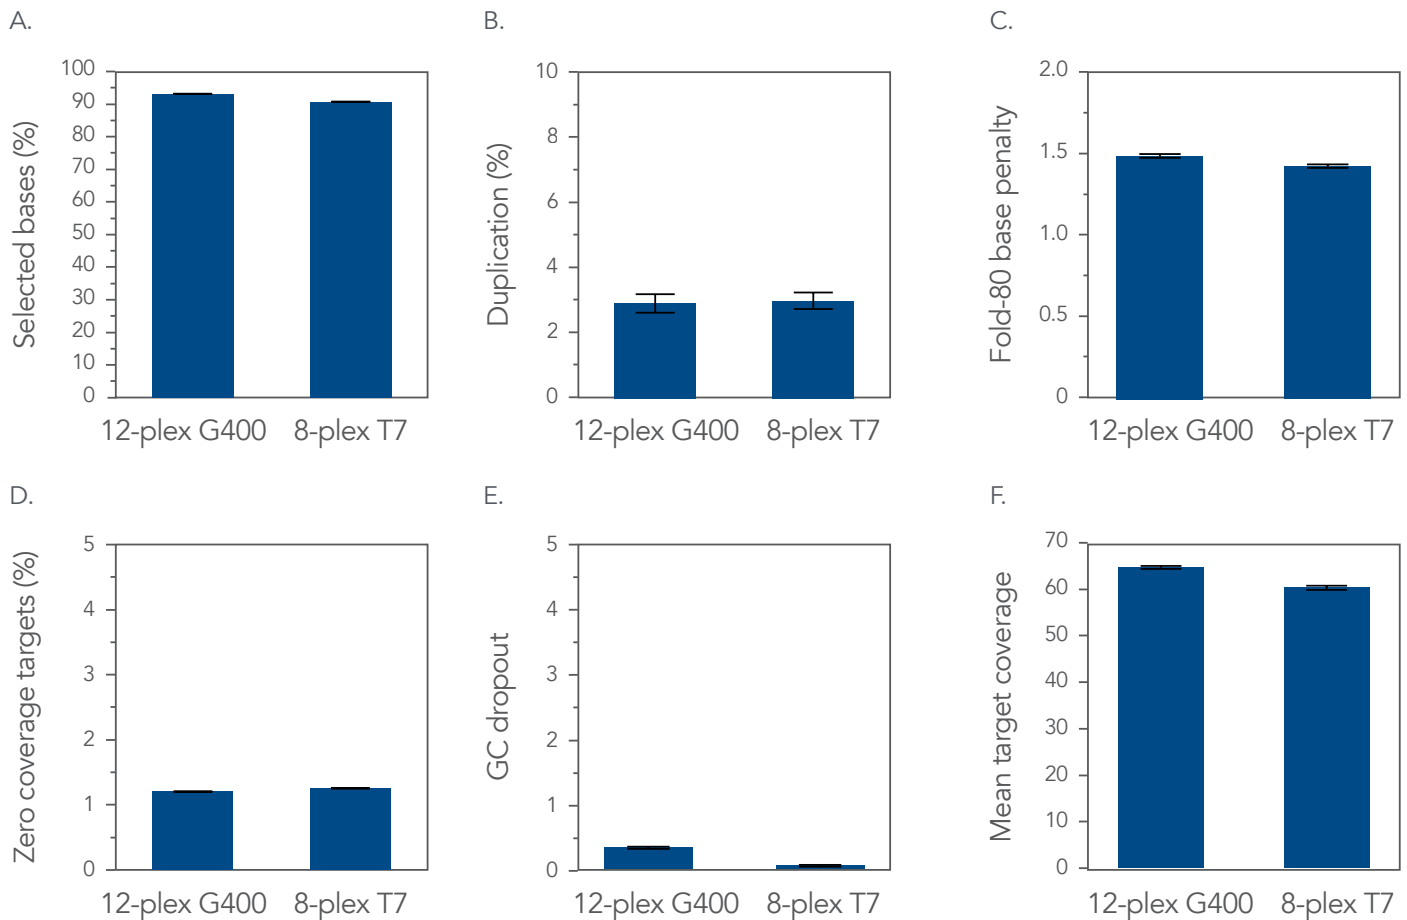 A.
Selected bases (%)
100
90
80
70
60
50
40
30
20
10
0
12-plex G400
8-plex T7
B.
Duplication (%)
10
8
6
4
2
0
12-plex G400
8-plex T7
C.
Fold-80 base penalty
2.0
1.5
1.0
0.5
0
12-plex G400
8-plex T7
D.
Zero coverage targets (%)
5
4
3
2
1
0
12-plex G400
8-plex T7
E.
GC dropout
5
4
3
2
1
0
12-plex G400
8-plex T7
F.
Mean target coverage
70
60
50
40
30
20
10
0
12-plex G400
8-plex T7